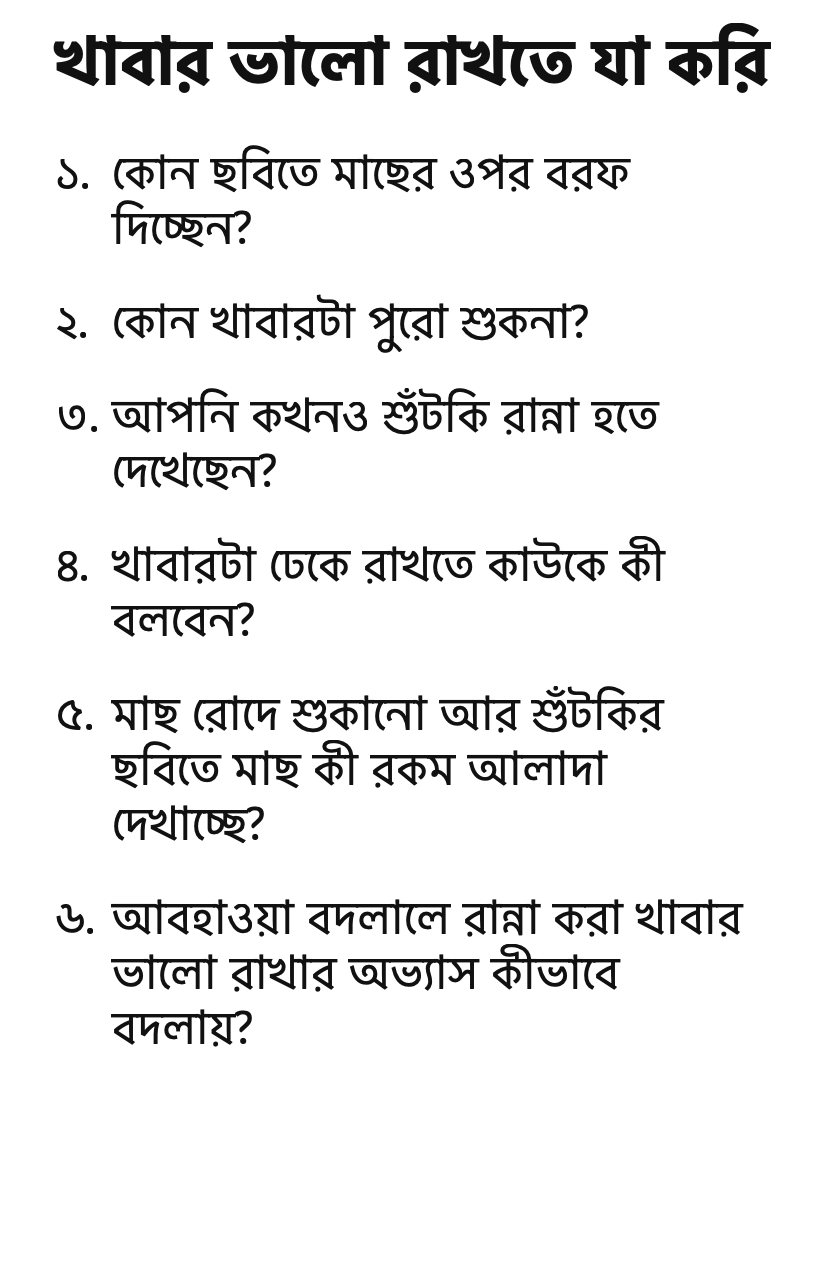 খাবার ভালো রাখতে যা করি
১. কোন ছবিতে মাছের ওপর বরফ
দিচ্ছেন?
২. কোন খাবারটা পুরো শুকনা?
৩. আপনি কখনও শুঁটকি রান্না হতে
দেখেছেন?
৪. খাবারটা ঢেকে রাখতে কাউকে কী
বলবেন?
৫. মাছ রোদে শুকানো আর শুঁটকির
ছবিতে মাছ কী রকম আলাদা
দেখাচ্ছে?
৬. আবহাওয়া বদলালে রান্না করা খাবার
ভালো রাখার অভ্যাস কীভাবে
বদলায়?